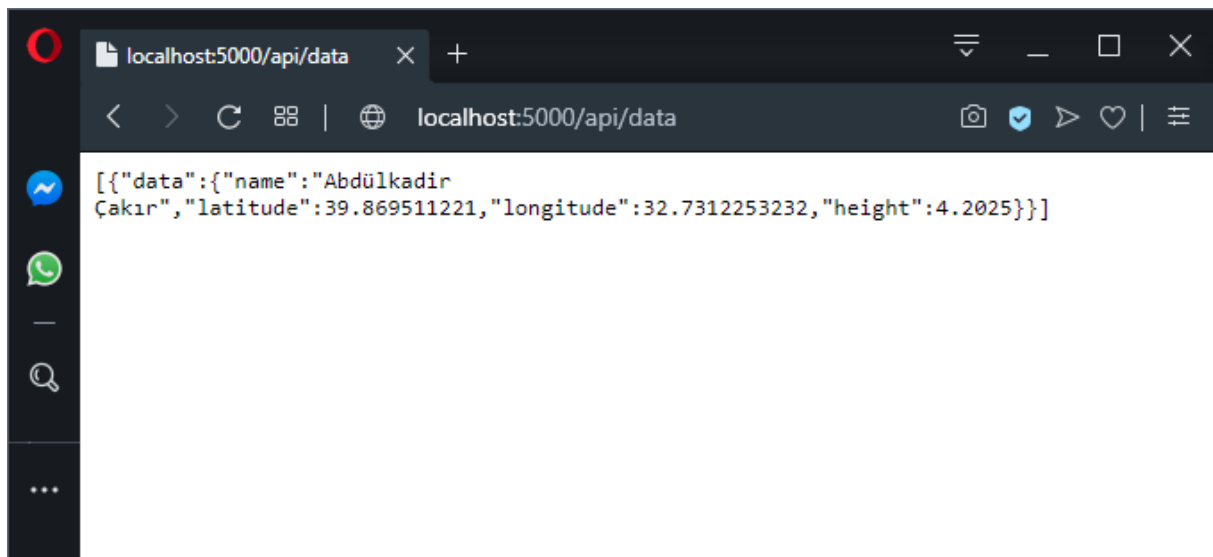 localhost:5000/api/data
localhost:5000/api/data
[{"data":{"name":"Abdülkadir
Çakır","latitude":39.869511221,"longitude":32.7312253232,"height":4.2025}}]